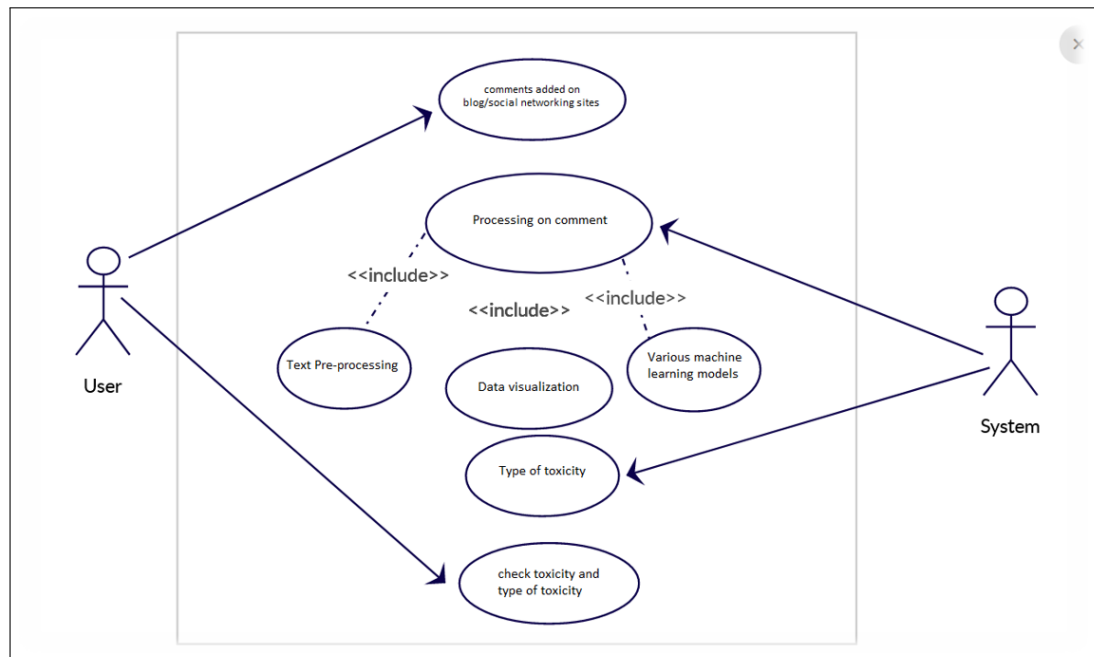 comments added on
blog/social networking sites
Processing on comment
<<include>>
<<include>>
<<include>>
Text Pre-processing
Data visualization
Various machine
learning models
User
System
Type of toxicity
check toxicity and
type of toxicity